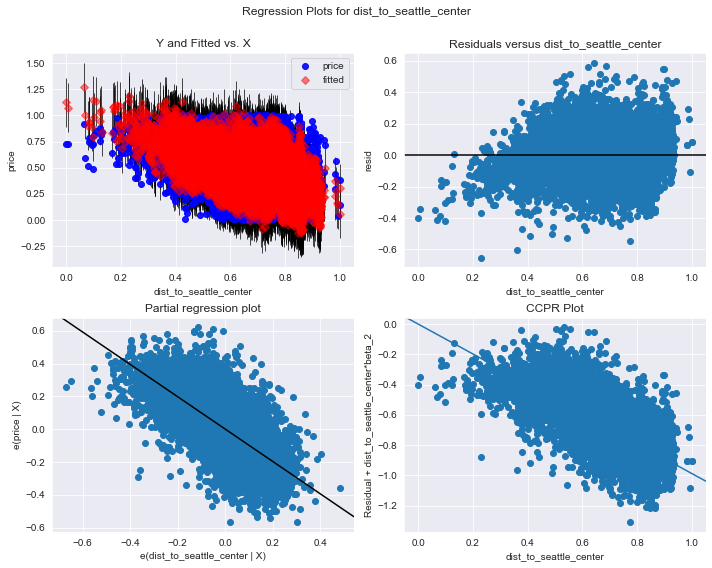 Regression Plots for dist_to_seattle_center
Y and Fitted vs. X
price
fitted
price
1.50
1.25
1.00
0.75
0.50
0.25
0.00
−0.25
0.0 0.2 0.4 0.6 0.8 1.0
dist_to_seattle_center
Residuals versus dist_to_seattle_center
resid
0.6
0.4
0.2
0.0
−0.2
−0.4
−0.6
0.0 0.2 0.4 0.6 0.8 1.0
dist_to_seattle_center
Partial regression plot
e(price | X)
0.6
0.4
0.2
0.0
−0.2
−0.4
−0.6
−0.6 −0.4 −0.2 0.0 0.2 0.4
e(dist_to_seattle_center | X)
CCPR Plot
Residual + dist_to_seattle_center*beta_2
0.0
−0.2
−0.4
−0.6
−0.8
−1.0
−1.2
0.0 0.2 0.4 0.6 0.8 1.0
dist_to_seattle_center